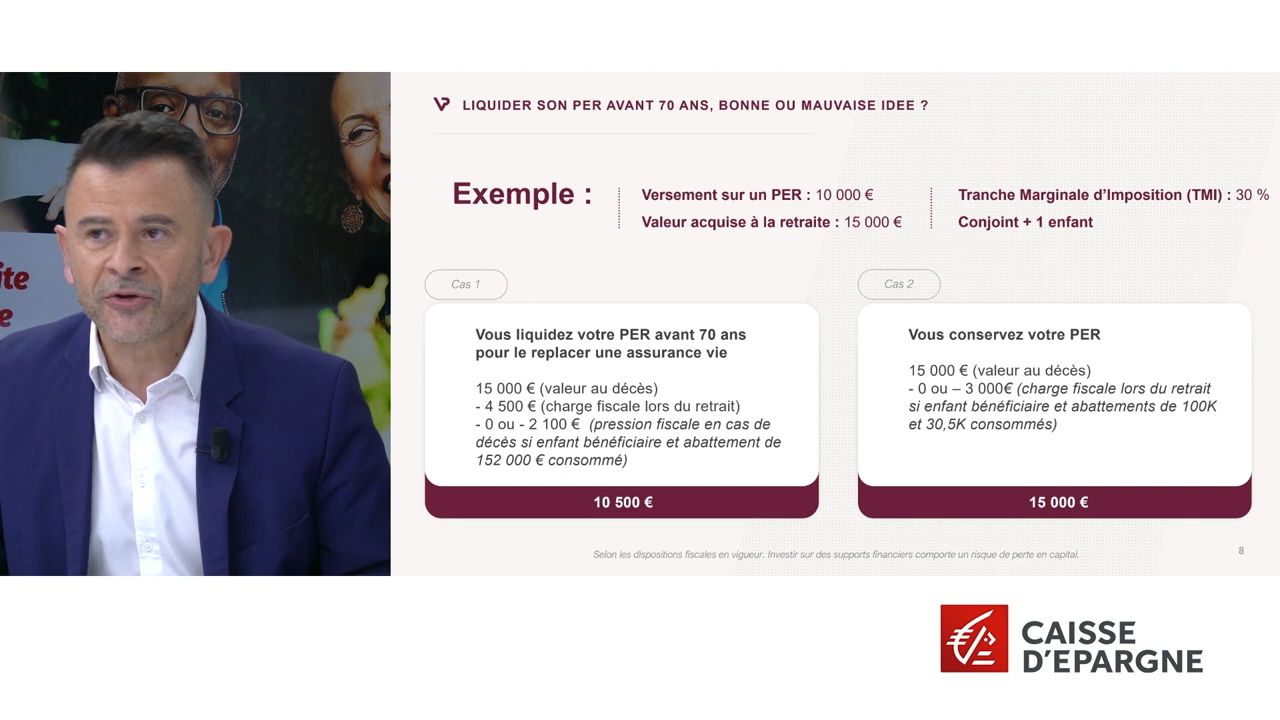 ite
e
LIQUIDER SON PER AVANT 70 ANS, BONNE OU MAUVAISE IDEE ?
Exemple :
Versement sur un PER : 10 000 €
Valeur acquise à la retraite : 15 000 €
Tranche Marginale d’Imposition (TMI) : 30 %
Conjoint + 1 enfant
Cas 1
Vous liquidez votre PER avant 70 ans
pour le replacer une assurance vie
15 000 € (valeur au décès)
- 4 500 € (charge fiscale lors du retrait)
- 0 ou - 2 100 € (pression fiscale en cas de
décès si enfant bénéficiaire et abattement de
152 000 € consommé)
10 500 €
Cas 2
Vous conservez votre PER
15 000 € (valeur au décès)
- 0 ou – 3 000€ (charge fiscale lors du retrait
si enfant bénéficiaire et abattements de 100K
et 30,5K consommés)
15 000 €
Selon les dispositions fiscales en vigueur. Investir sur des supports financiers comporte un risque de perte en capital.
8
CAISSE
D’EPARGNE